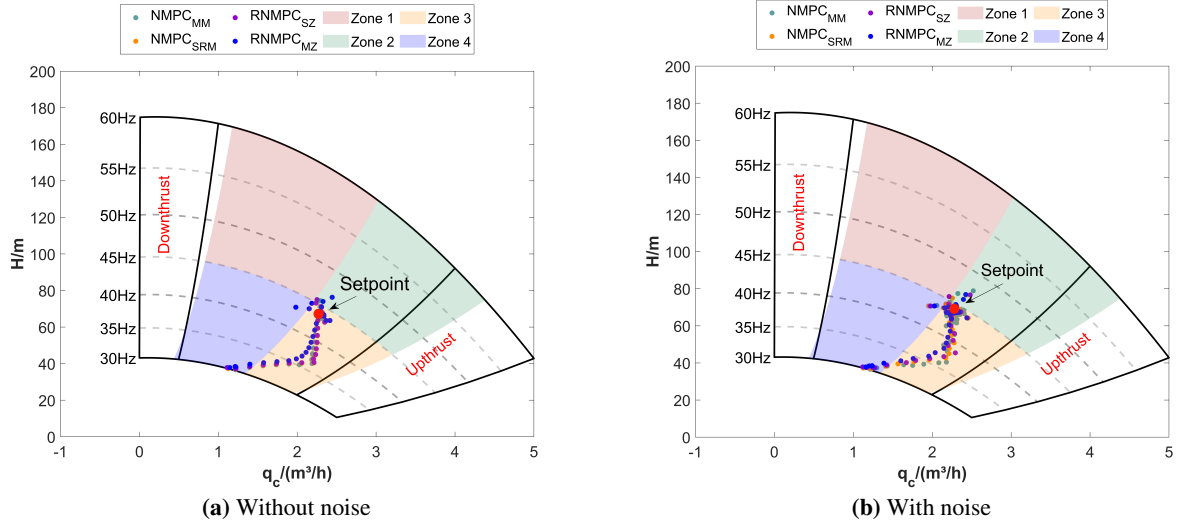 NMPC_MM RNMPC_SZ Zone 1 Zone 3
NMPC_SRM RNMPC_MZ Zone 2 Zone 4
200
180
160
140
120
100
80
60
40
20
0
H/m
60Hz
55Hz
50Hz
45Hz
40Hz
35Hz
30Hz
Downthrust
Setpoint
Upthrust
-1 0 1 2 3 4 5
q_c/(m³/h)
(a) Without noise
NMPC_MM RNMPC_SZ Zone 1 Zone 3
NMPC_SRM RNMPC_MZ Zone 2 Zone 4
200
180
160
140
120
100
80
60
40
20
0
H/m
60Hz
55Hz
50Hz
45Hz
40Hz
35Hz
30Hz
Downthrust
Setpoint
Upthrust
-1 0 1 2 3 4 5
q_c/(m³/h)
(b) With noise